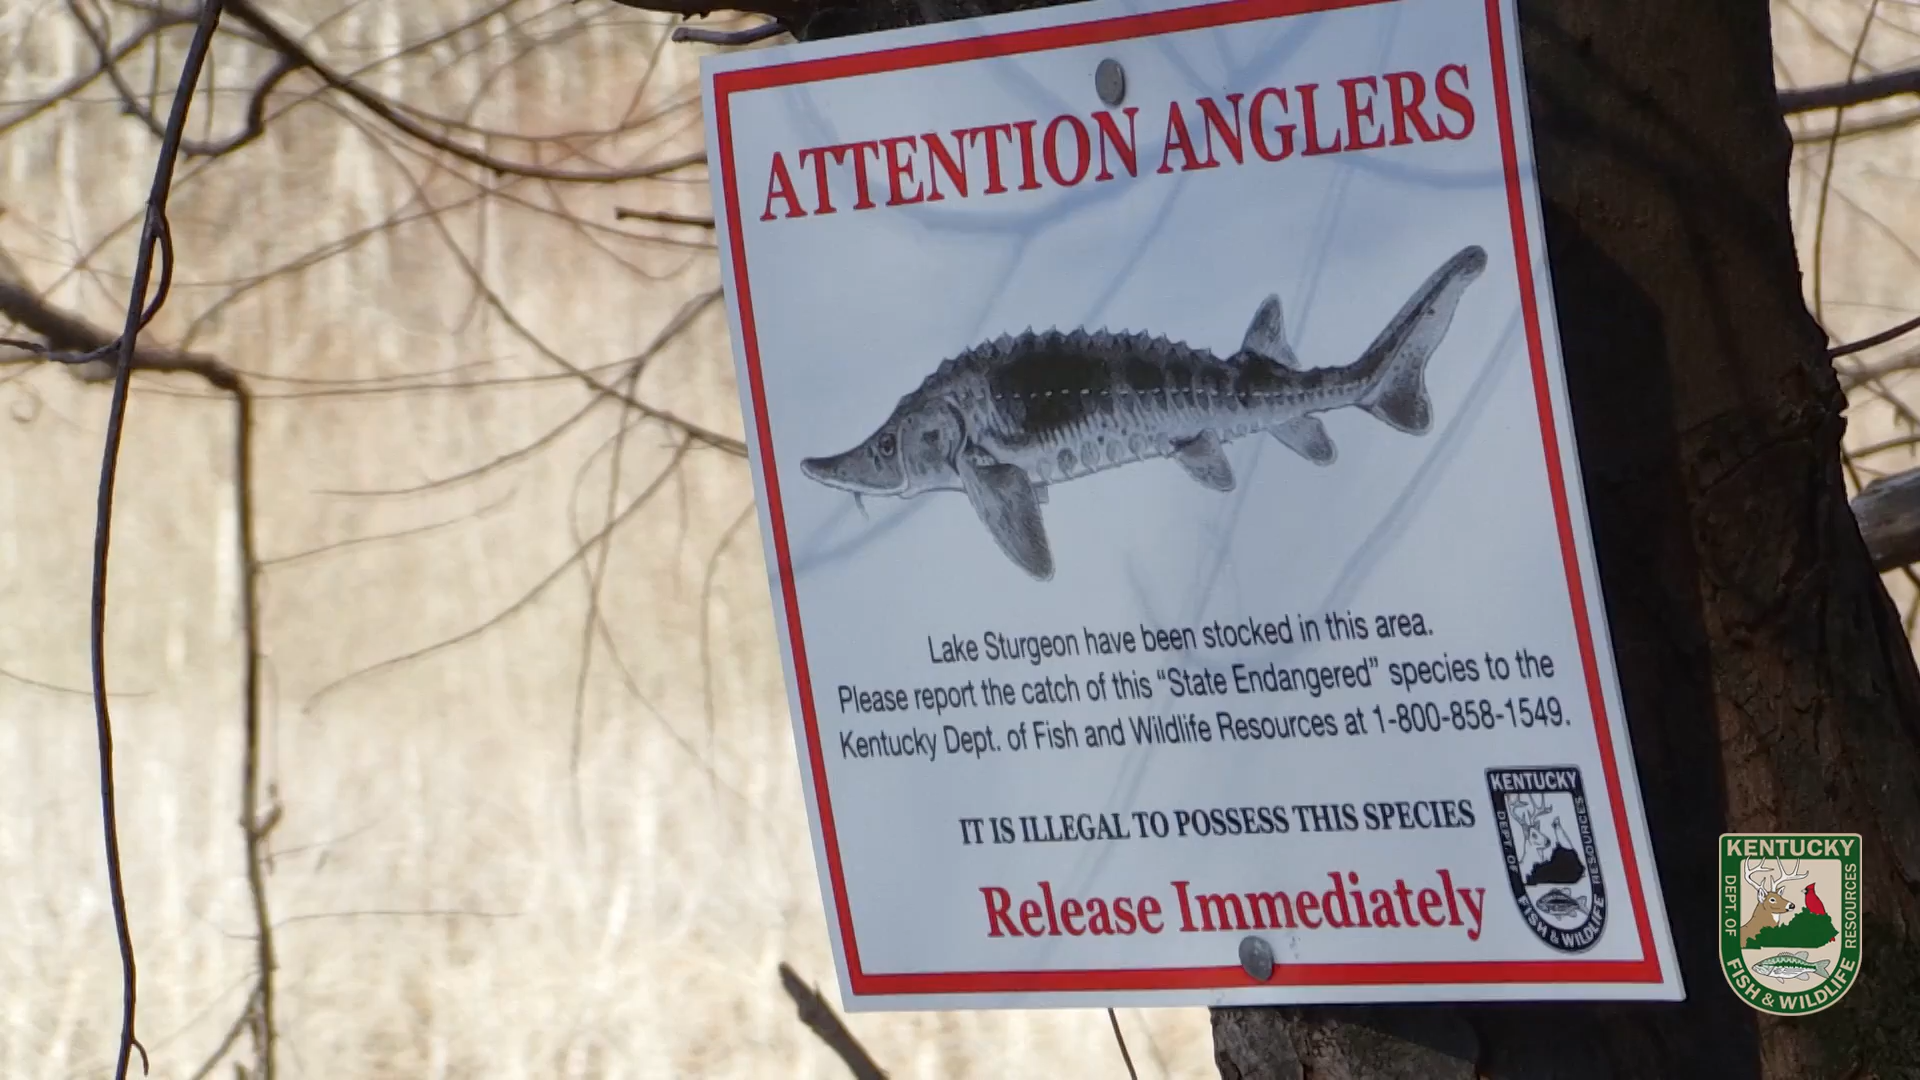 ATTENTION ANGLERS
Lake Sturgeon have been stocked in this area.
Please report the catch of this “State Endangered” species to the
Kentucky Dept. of Fish and Wildlife Resources at 1-800-858-1549.
IT IS ILLEGAL TO POSSESS THIS SPECIES
Release Immediately
KENTUCKY
DEPT. OF
FISH & WILDLIFE
RESOURCES
KENTUCKY
DEPT. OF
FISH & WILDLIFE
RESOURCES